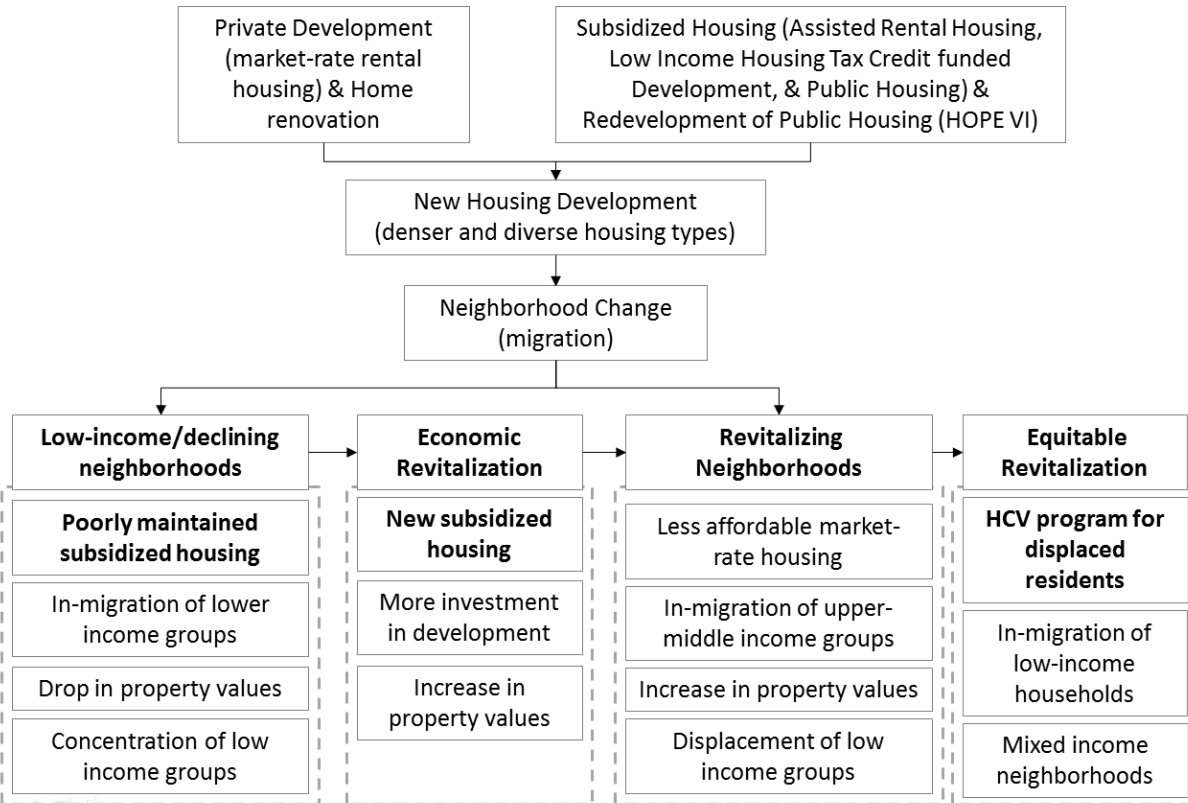 Private Development
(market-rate rental
housing) & Home
renovation
Subsidized Housing (Assisted Rental Housing,
Low Income Housing Tax Credit funded
Development, & Public Housing) &
Redevelopment of Public Housing (HOPE VI)
New Housing Development
(denser and diverse housing types)
Neighborhood Change
(migration)
Low-income/declining
neighborhoods
Poorly maintained
subsidized housing
In-migration of lower
income groups
Drop in property values
Concentration of low
income groups
Economic
Revitalization
New subsidized
housing
More investment
in development
Increase in
property values
Revitalizing
Neighborhoods
Less affordable market-
rate housing
In-migration of upper-
middle income groups
Increase in property values
Displacement of low
income groups
Equitable
Revitalization
HCV program for
displaced
residents
In-migration of
low-income
households
Mixed income
neighborhoods